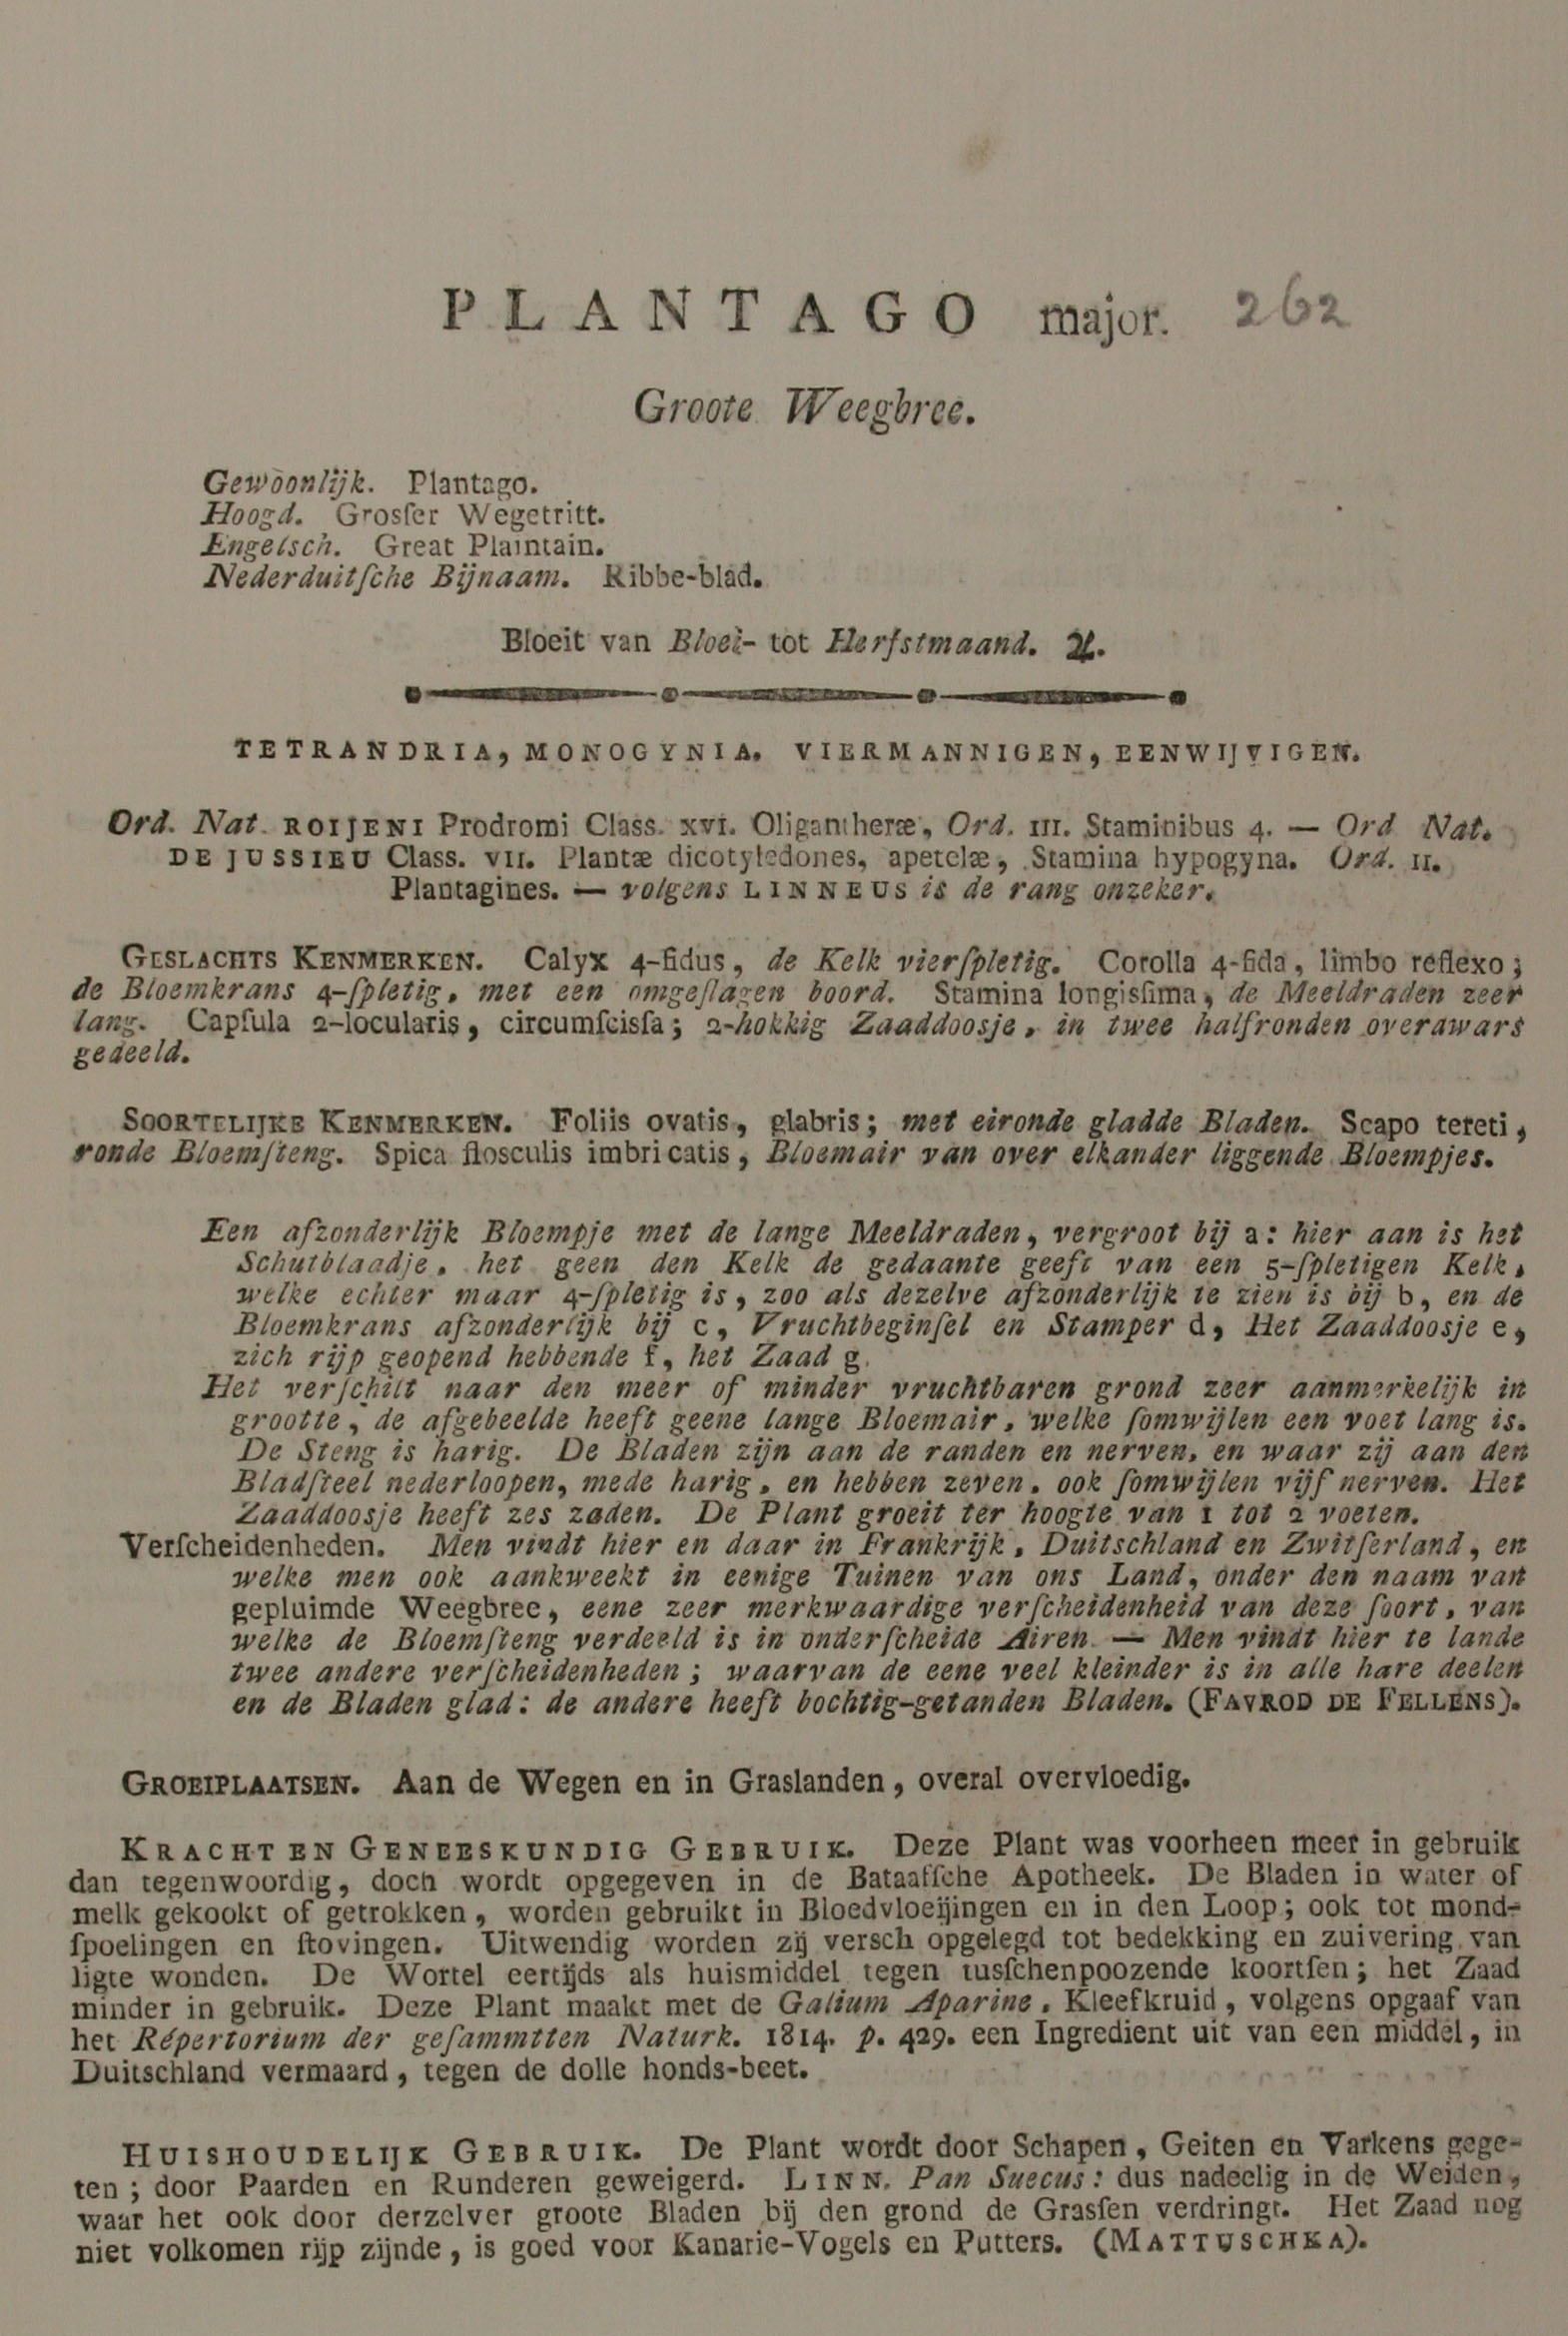 PLANTAGO major. 262
Groote Weegbree.
Gewoonlijk. Plantago.
Hoogd. Grosſer Wegetritt.
Engelsch. Great Plaintain.
Nederduitſche Bijnaam. Ribbe-blad.
Bloeit van Bloei- tot Herfstmaand. ♃.
TETRANDRIA, MONOGYNIA. VIERMANNIGEN, EENWIJVIGEN.
Ord. Nat. ROIJENI Prodromi Class. XVI. Oligantheræ, Ord. III. Staminibus 4. — Ord Nat.
DE JUSSIEU Class. VII. Plantæ dicotyledones, apetelæ, Stamina hypogyna. Ord. II.
Plantagines. — volgens LINNEUS is de rang onzeker.
GESLACHTS KENMERKEN. Calyx 4-fidus, de Kelk vierſpletig. Corolla 4-fida, limbo reflexo;
de Bloemkrans 4-ſpletig, met een omgeſlagen boord. Stamina longisſima, de Meeldraden zeer
lang. Capſula 2-locularis, circumſcisſa; 2-hokkig Zaaddoosje, in twee halfronden overdwars
gedeeld.
SOORTELIJKE KENMERKEN. Foliis ovatis, glabris; met eironde gladde Bladen. Scapo tereti,
ronde Bloemſteng. Spica flosculis imbricatis, Bloemair van over elkander liggende Bloempjes.
Een afzonderlijk Bloempje met de lange Meeldraden, vergroot bij a: hier aan is het
Schutblaadje, het geen den Kelk de gedaante geeft van een 5-ſpletigen Kelk,
welke echter maar 4-ſpletig is, zoo als dezelve afzonderlijk te zien is bij b, en de
Bloemkrans afzonderlijk bij c, Vruchtbeginſel en Stamper d, Het Zaaddoosje e,
zich rijp geopend hebbende f, het Zaad g.
Het verſchilt naar den meer of minder vruchtbaren grond zeer aanmerkelijk in
grootte, de afgebeelde heeft geene lange Bloemair, welke ſomwijlen een voet lang is.
De Steng is harig. De Bladen zijn aan de randen en nerven, en waar zij aan den
Bladſteel nederloopen, mede harig, en hebben zeven, ook ſomwijlen vijf nerven. Het
Zaaddoosje heeft zes zaden. De Plant groeit ter hoogte van 1 tot 2 voeten.
Verſcheidenheden. Men vindt hier en daar in Frankrijk, Duitschland en Zwitſerland, en
welke men ook aankweekt in eenige Tuinen van ons Land, onder den naam van
gepluimde Weegbree, eene zeer merkwaardige verſcheidenheid van deze ſoort, van
welke de Bloemſteng verdeeld is in onderſcheide Airen. — Men vindt hier te lande
twee andere verſcheidenheden; waarvan de eene veel kleinder is in alle hare deelen
en de Bladen glad: de andere heeft bochtig-getanden Bladen. (FAVROD DE FELLENS).
GROEIPLAATSEN. Aan de Wegen en in Graslanden, overal overvloedig.
KRACHT EN GENEESKUNDIG GEBRUIK. Deze Plant was voorheen meer in gebruik
dan tegenwoordig, doch wordt opgegeven in de Bataafſche Apotheek. De Bladen in water of
melk gekookt of getrokken, worden gebruikt in Bloedvloeijingen en in den Loop; ook tot mond-
ſpoelingen en ſtovingen. Uitwendig worden zij versch opgelegd tot bedekking en zuivering van
ligte wonden. De Wortel eertijds als huismiddel tegen tusſchenpoozende koortſen; het Zaad
minder in gebruik. Deze Plant maakt met de Galium Aparine, Kleefkruid, volgens opgaaf van
het Répertorium der geſammtten Naturk. 1814. p. 429. een Ingredient uit van een middel, in
Duitschland vermaard, tegen de dolle honds-beet.
HUISHOUDELIJK GEBRUIK. De Plant wordt door Schapen, Geiten en Varkens gege-
ten; door Paarden en Runderen geweigerd. LINN. Pan Suecus: dus nadeelig in de Weiden,
waar het ook door derzelver groote Bladen bij den grond de Grasſen verdringt. Het Zaad nog
niet volkomen rijp zijnde, is goed voor Kanarie-Vogels en Putters. (MATTUSCHKA).